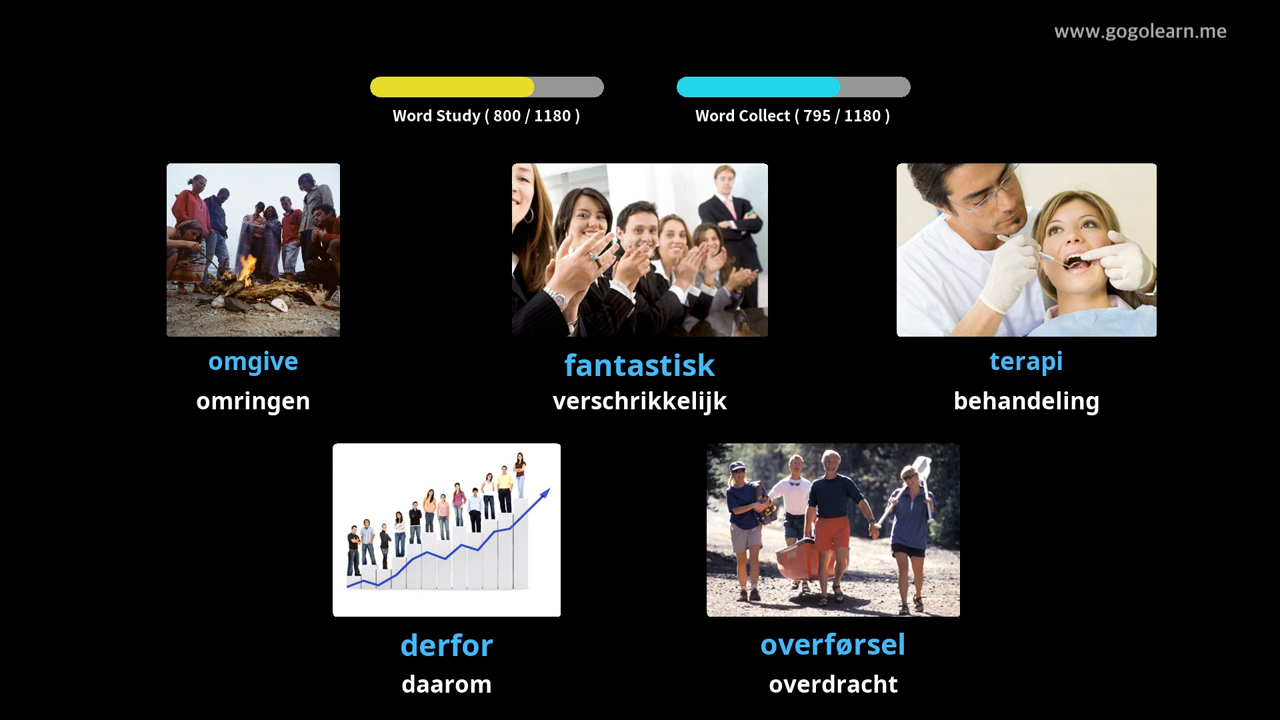 www.gogolearn.me
Word Study ( 800 / 1180 )
Word Collect ( 795 / 1180 )
omgive
omringen
fantastisk
verschrikkelijk
terapi
behandeling
derfor
daarom
overførsel
overdracht